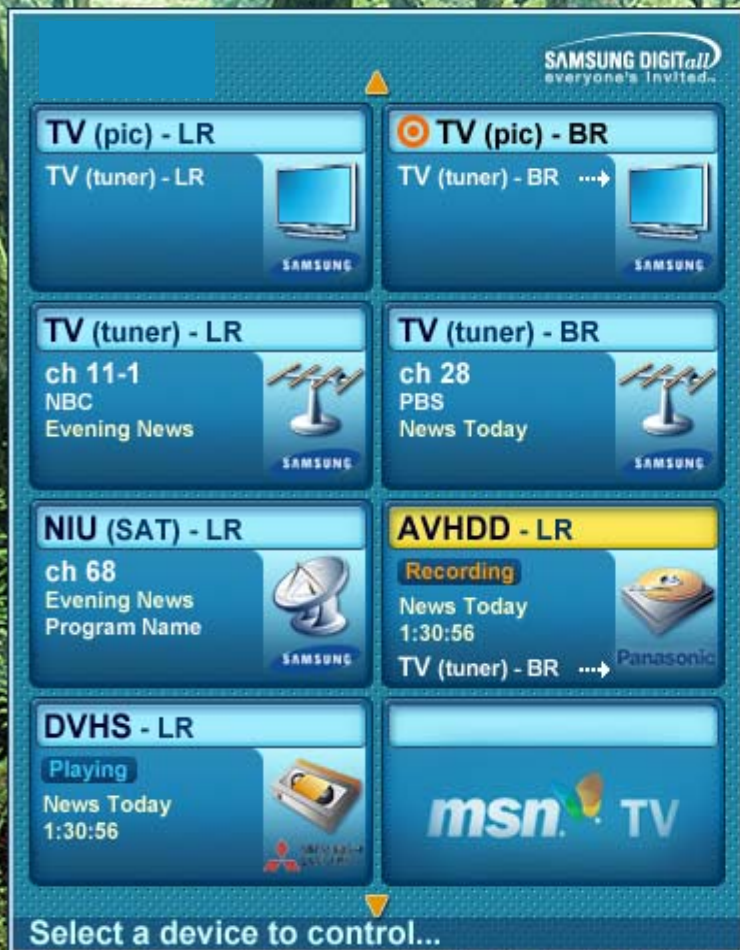 SAMSUNG DIGITall
everyone's invited™
TV (pic) - LR
TV (tuner) - LR
SAMSUNG
TV (pic) - BR
TV (tuner) - BR
SAMSUNG
TV (tuner) - LR
ch 11-1
NBC
Evening News
SAMSUNG
TV (tuner) - BR
ch 28
PBS
News Today
SAMSUNG
NIU (SAT) - LR
ch 68
Evening News
Program Name
SAMSUNG
AVHDD - LR
Recording
News Today
1:30:56
TV (tuner) - BR
Panasonic
DVHS - LR
Playing
News Today
1:30:56
msn TV
Select a device to control...